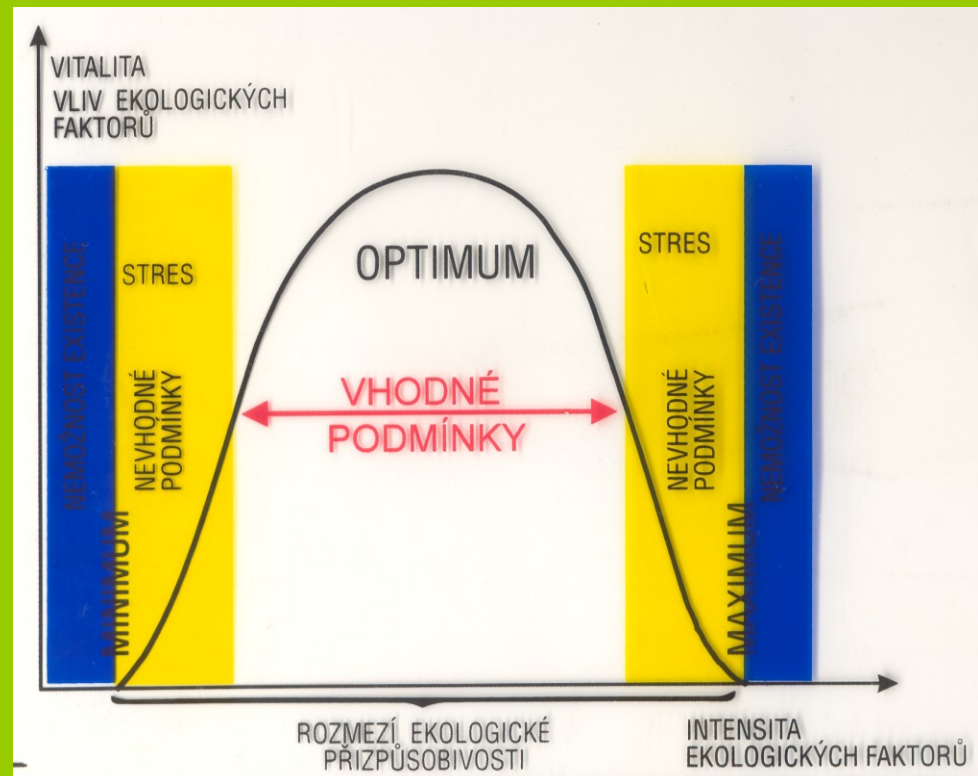 VITALITA
VLIV EKOLOGICKÝCH
FAKTORŮ
NEMOŽNOST EXISTENCE
MINIMUM
STRES
NEVHODNÉ
PODMÍNKY
OPTIMUM
VHODNÉ
PODMÍNKY
STRES
NEVHODNÉ
PODMÍNKY
MAXIMUM
NEMOŽNOST EXISTENCE
ROZMEZÍ EKOLOGICKÉ
PŘIZPŮSOBIVOSTI
INTENSITA
EKOLOGICKÝCH FAKTORŮ